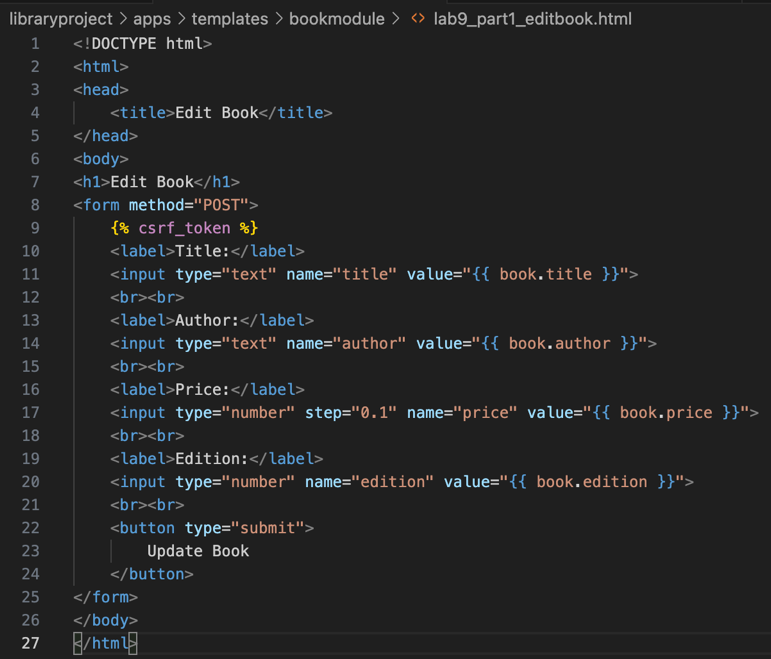 libraryproject > apps > templates > bookmodule > <> lab9_part1_editbook.html
1 <!DOCTYPE html>
2 <html>
3 <head>
4     <title>Edit Book</title>
5 </head>
6 <body>
7 <h1>Edit Book</h1>
8 <form method="POST">
9     {% csrf_token %}
10     <label>Title:</label>
11     <input type="text" name="title" value="{{ book.title }}">
12     <br><br>
13     <label>Author:</label>
14     <input type="text" name="author" value="{{ book.author }}">
15     <br><br>
16     <label>Price:</label>
17     <input type="number" step="0.1" name="price" value="{{ book.price }}">
18     <br><br>
19     <label>Edition:</label>
20     <input type="number" name="edition" value="{{ book.edition }}">
21     <br><br>
22     <button type="submit">
23         Update Book
24     </button>
25 </form>
26 </body>
27 </html>